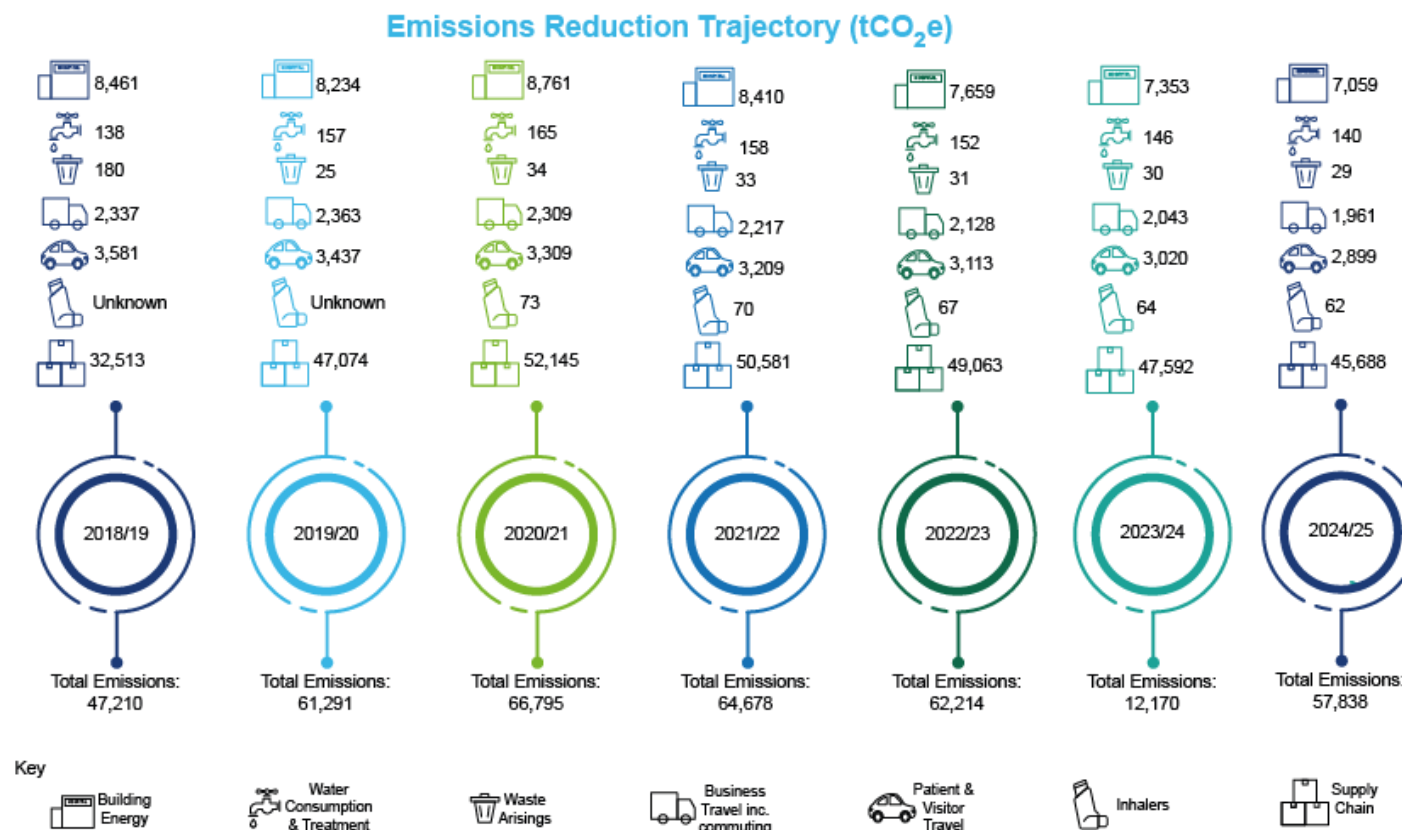 Emissions Reduction Trajectory (tCO₂e)
8,461
138
180
2,337
3,581
Unknown
32,513
2018/19
Total Emissions:
47,210
8,234
157
25
2,363
3,437
Unknown
47,074
2019/20
Total Emissions:
61,291
8,761
165
34
2,309
3,309
73
52,145
2020/21
Total Emissions:
66,795
8,410
158
33
2,217
3,209
70
50,581
2021/22
Total Emissions:
64,678
7,659
152
31
2,128
3,113
67
49,063
2022/23
Total Emissions:
62,214
7,353
146
30
2,043
3,020
64
47,592
2023/24
Total Emissions:
12,170
7,059
140
29
1,961
2,899
62
45,688
2024/25
Total Emissions:
57,838
Key
Building
Energy
Water
Consumption
& Treatment
Waste
Arisings
Business
Travel inc.
commuting
Patient &
Visitor
Travel
Inhalers
Supply
Chain